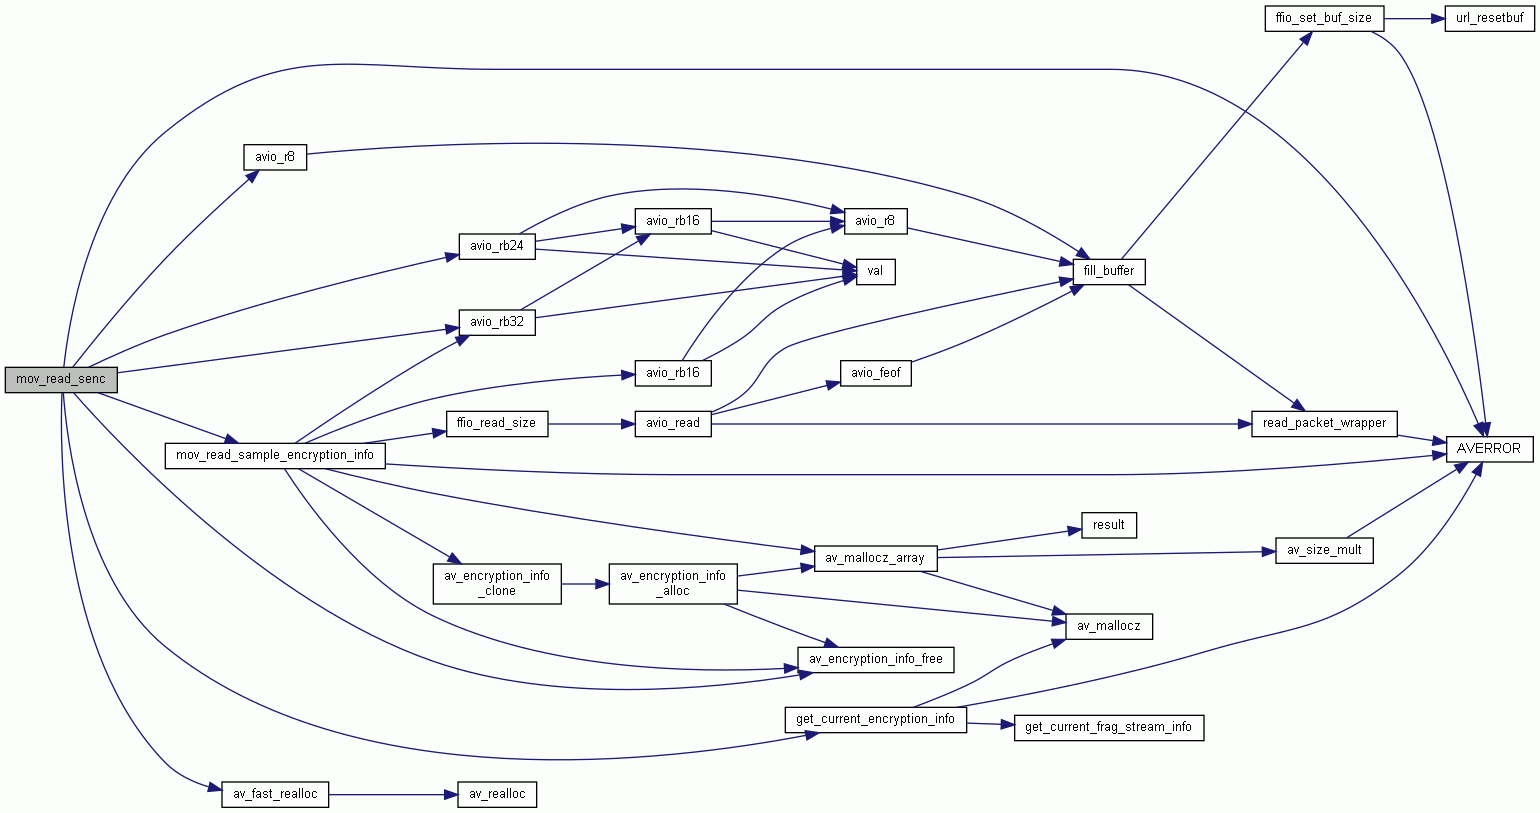 ffio_set_buf_size
url_resetbuf
avio_r8
avio_rb16
avio_r8
avio_rb24
val
fill_buffer
avio_rb32
mov_read_senc
avio_rb16
avio_feof
ffio_read_size
avio_read
read_packet_wrapper
mov_read_sample_encryption_info
AVERROR
result
av_mallocz_array
av_size_mult
av_encryption_info
_clone
av_encryption_info
_alloc
av_mallocz
av_encryption_info_free
get_current_encryption_info
get_current_frag_stream_info
av_fast_realloc
av_realloc